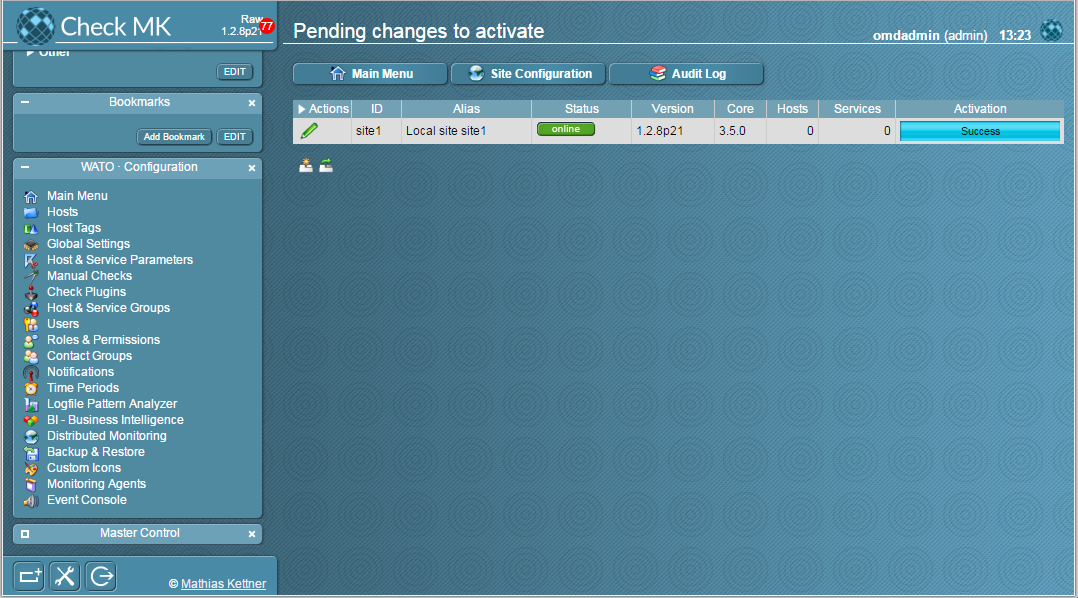 Check MK
Raw
1.2.8p21
77
Other
EDIT
Bookmarks
Add Bookmark EDIT
WATO · Configuration
Main Menu
Hosts
Host Tags
Global Settings
Host & Service Parameters
Manual Checks
Check Plugins
Host & Service Groups
Users
Roles & Permissions
Contact Groups
Notifications
Time Periods
Logfile Pattern Analyzer
BI - Business Intelligence
Distributed Monitoring
Backup & Restore
Custom Icons
Monitoring Agents
Event Console
Master Control
© Mathias Kettner
Pending changes to activate
omdadmin (admin) 13:23
Main Menu Site Configuration Audit Log
Actions ID Alias Status Version Core Hosts Services Activation
site1 Local site site1 online 1.2.8p21 3.5.0 0 0 Success